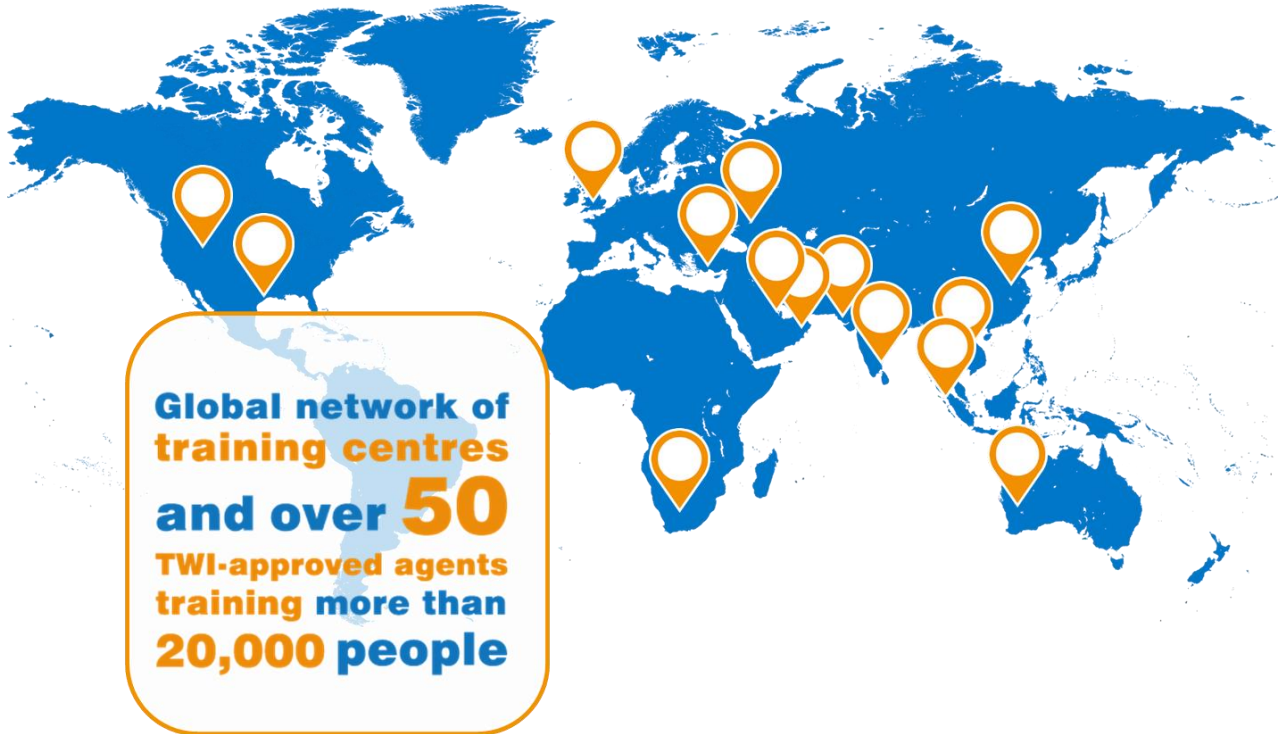 Global network of
training centres
and over 50
TWI-approved agents
training more than
20,000 people